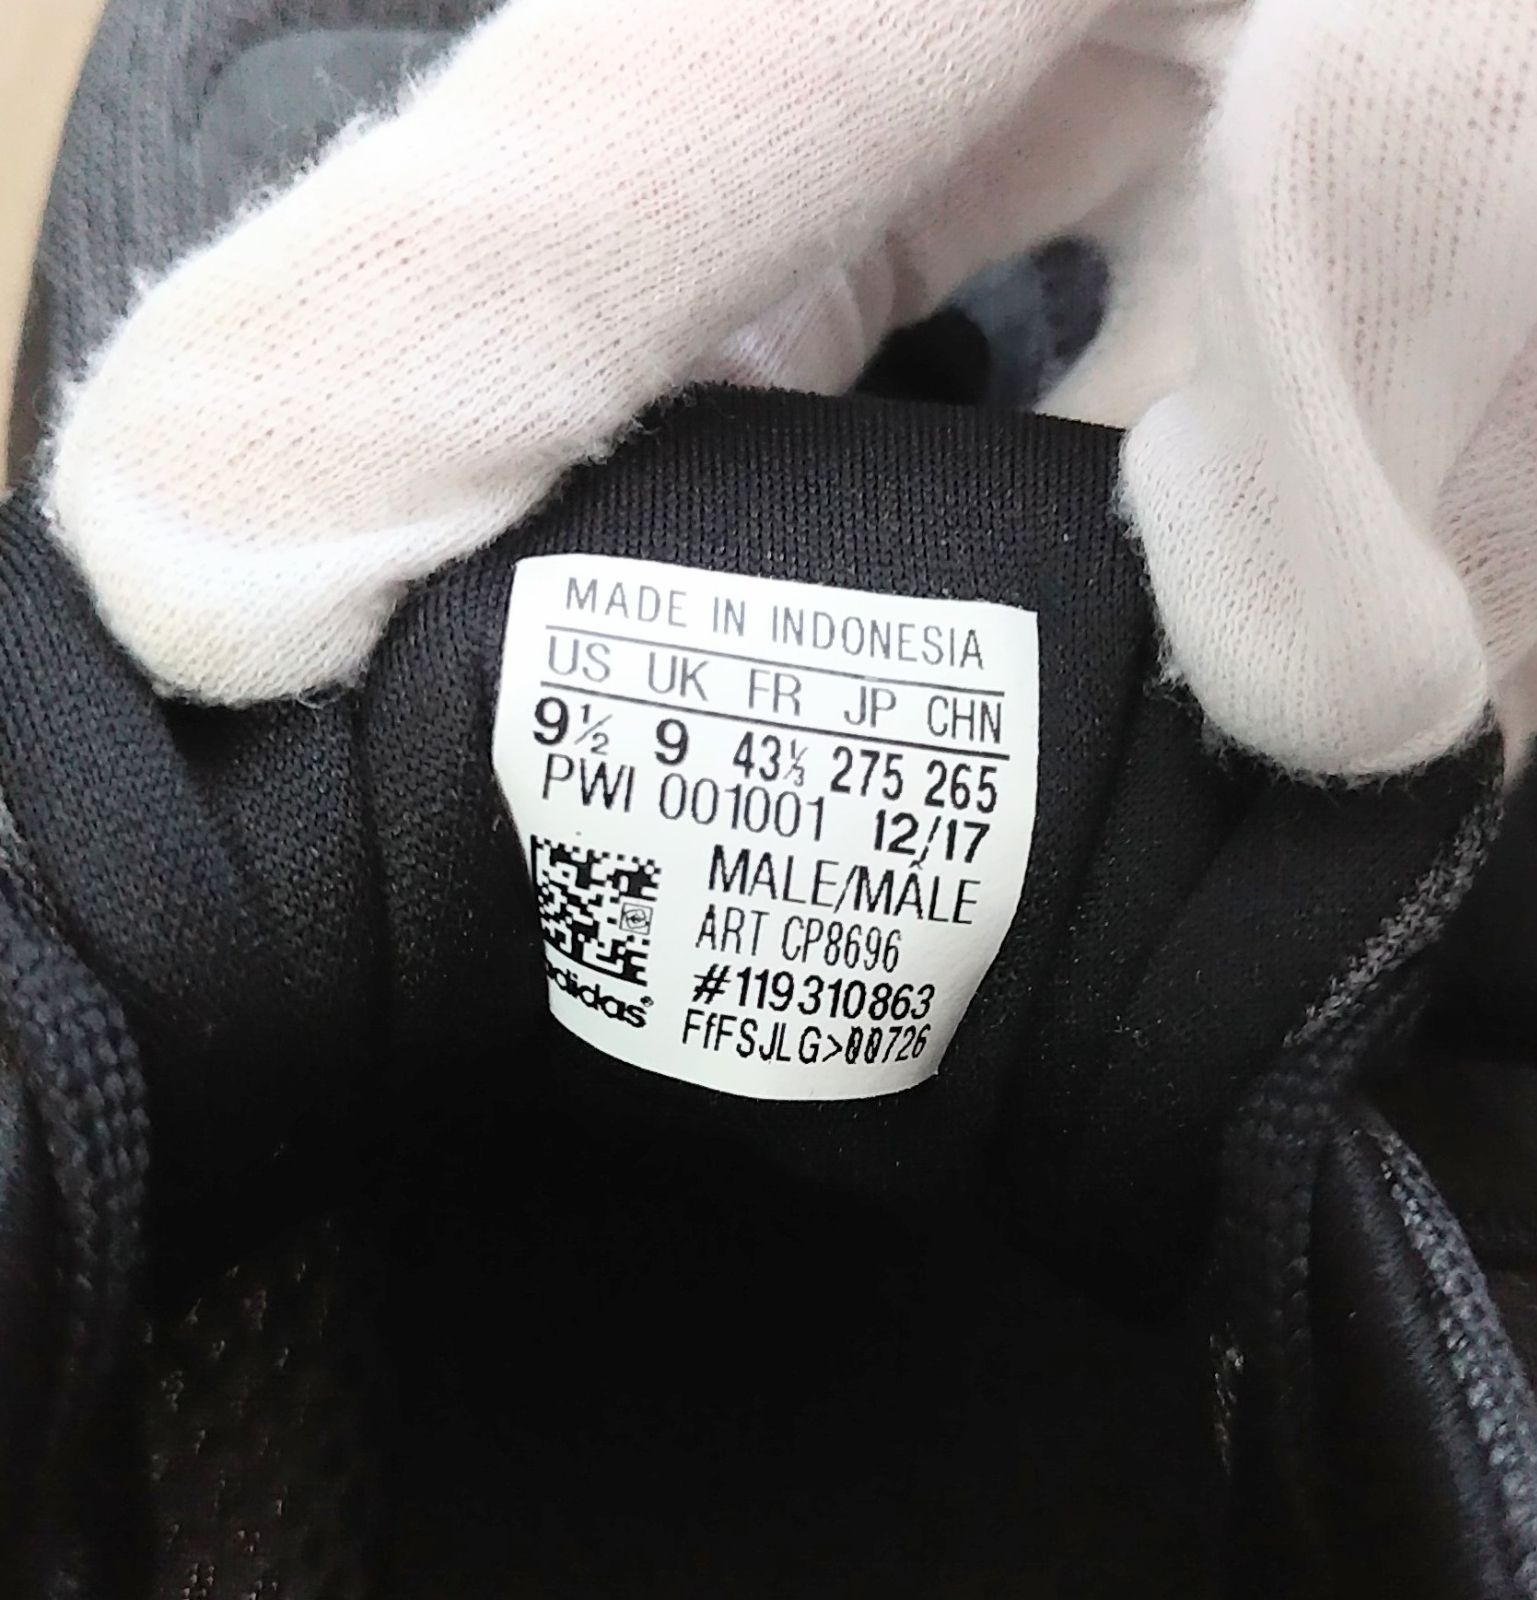 MADE IN INDONESIA
US UK FR JP CHN
9½ 9 43⅓ 275 265
PWI 001001 12/17
MALE/MÂLE
ART CP8696
#119310863
FfFSJLG>00726
adidas®